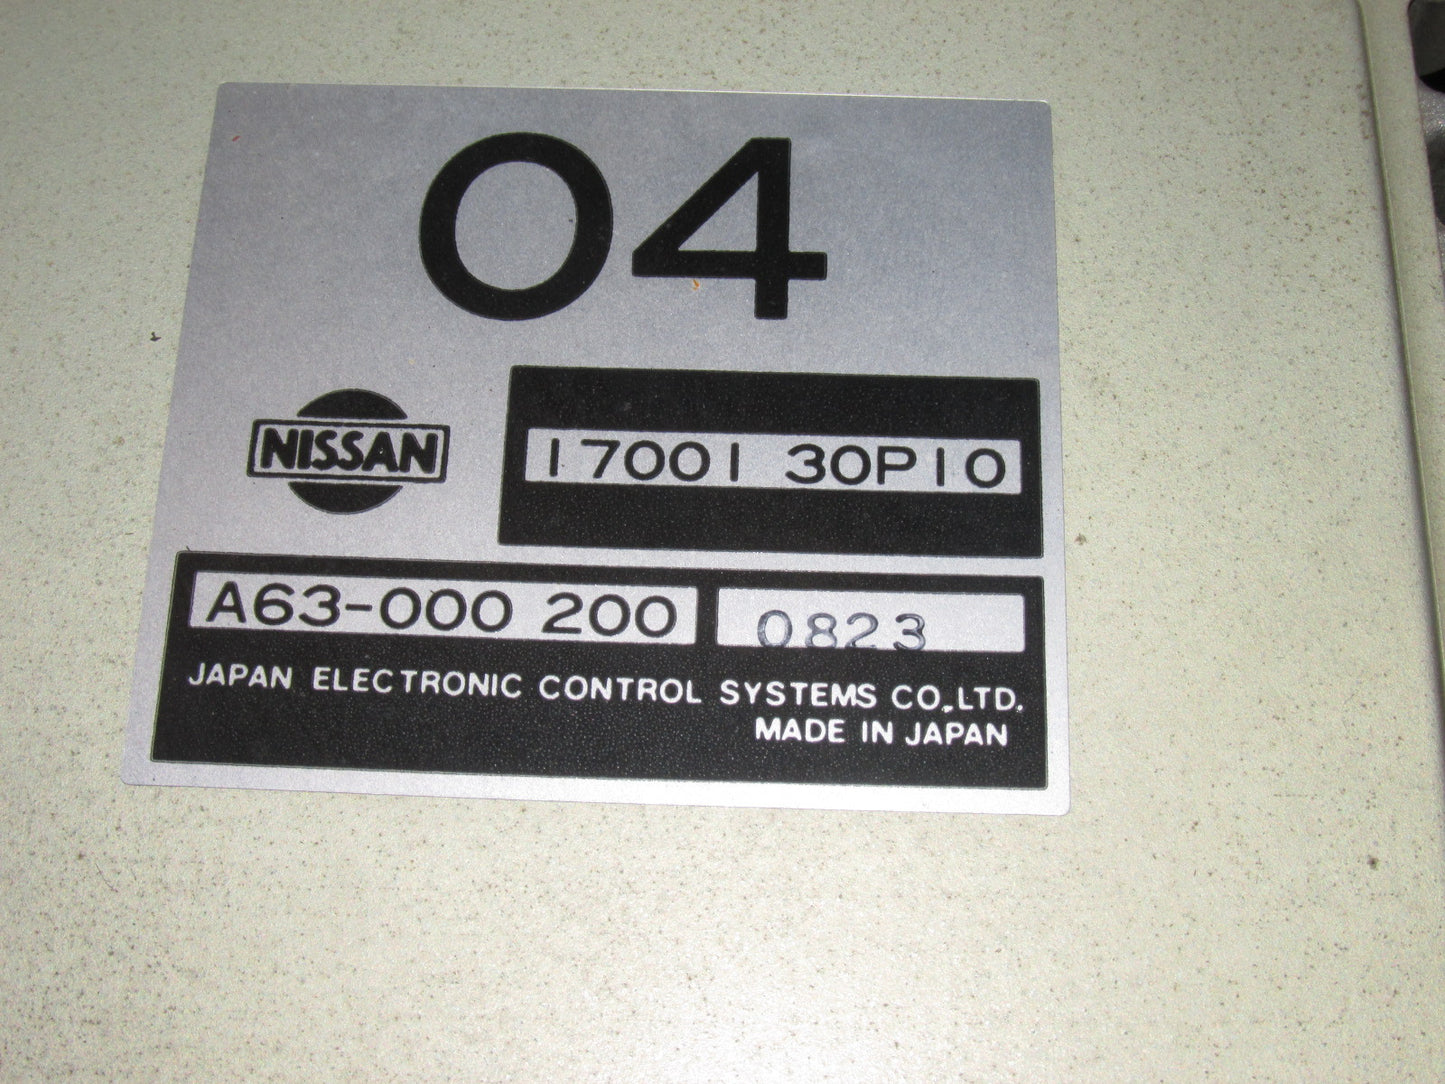 04
NISSAN
17001 30P10
A63-000 200 0823
JAPAN ELECTRONIC CONTROL SYSTEMS CO.,LTD.
MADE IN JAPAN